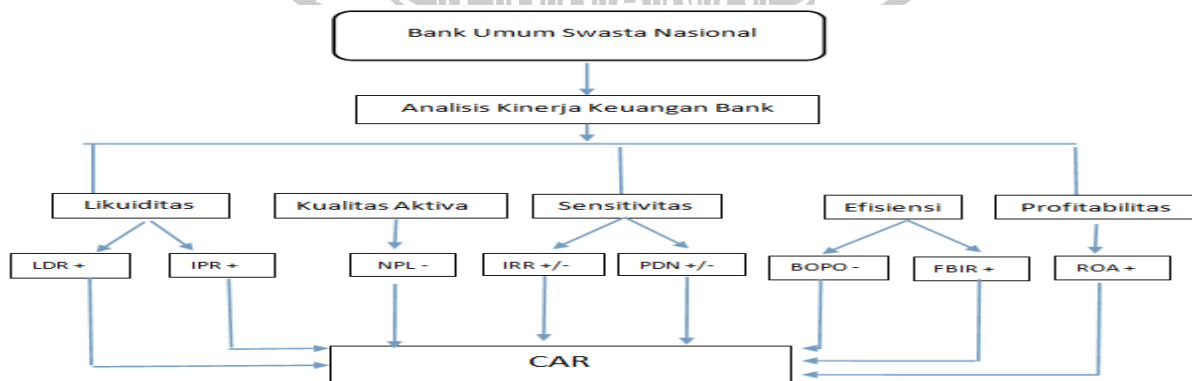 Bank Umum Swasta Nasional
Analisis Kinerja Keuangan Bank
Likuiditas
Kualitas Aktiva
Sensitivitas
Efisiensi
Profitabilitas
LDR +
IPR +
NPL -
IRR +/-
PDN +/-
BOPO -
FBIR +
ROA +
CAR